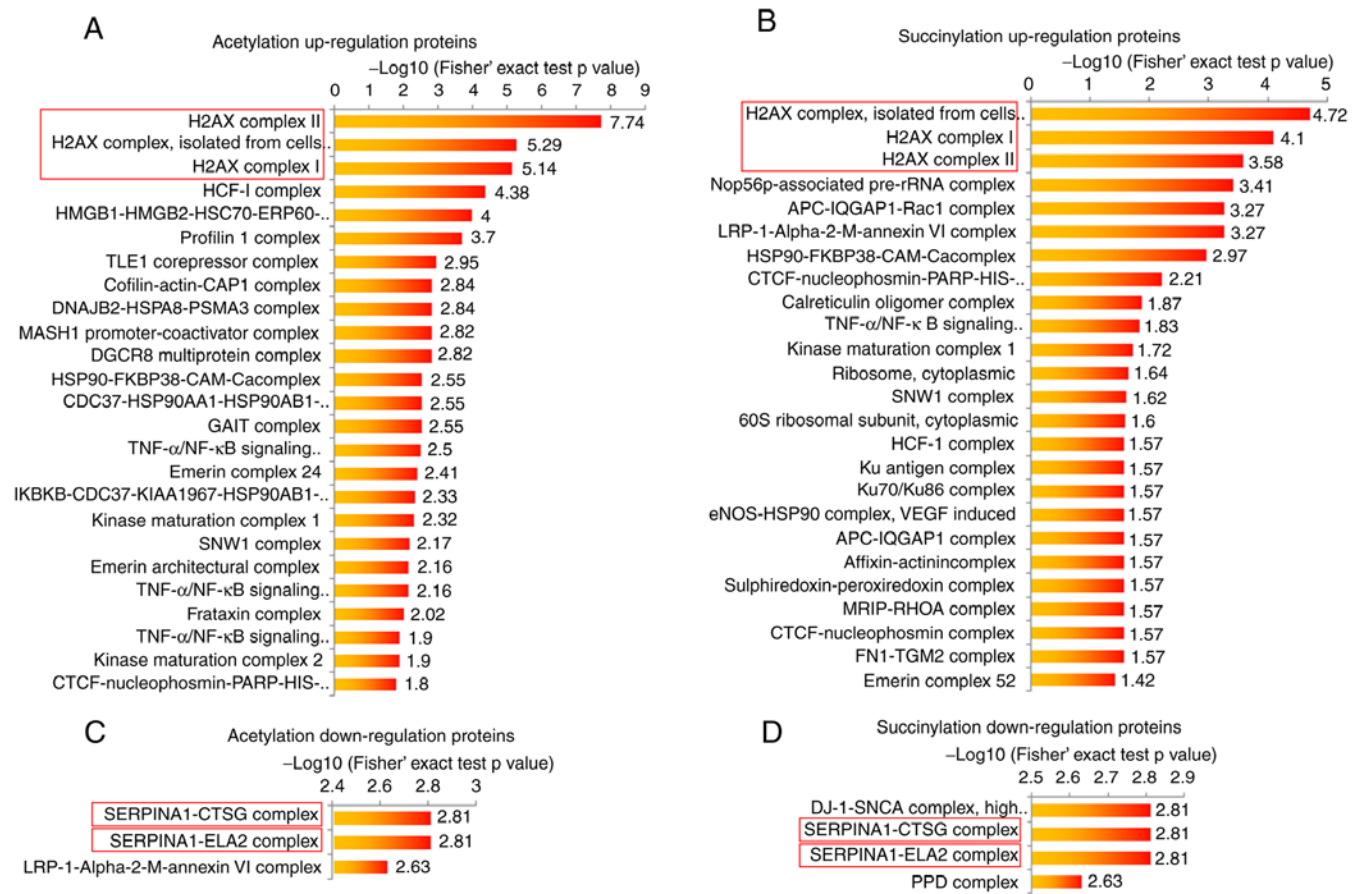 A
Acetylation up-regulation proteins
−Log10 (Fisher' exact test p value)
0 1 2 3 4 5 6 7 8 9
H2AX complex II 7.74
H2AX complex, isolated from cells.. 5.29
H2AX complex I 5.14
HCF-I complex 4.38
HMGB1-HMGB2-HSC70-ERP60-.. 4
Profilin 1 complex 3.7
TLE1 corepressor complex 2.95
Cofilin-actin-CAP1 complex 2.84
DNAJB2-HSPA8-PSMA3 complex 2.84
MASH1 promoter-coactivator complex 2.82
DGCR8 multiprotein complex 2.82
HSP90-FKBP38-CAM-Cacomplex 2.55
CDC37-HSP90AA1-HSP90AB1-.. 2.55
GAIT complex 2.55
TNF-α/NF-κB signaling.. 2.5
Emerin complex 24 2.41
IKBKB-CDC37-KIAA1967-HSP90AB1-.. 2.33
Kinase maturation complex 1 2.32
SNW1 complex 2.17
Emerin architectural complex 2.16
TNF-α/NF-κB signaling.. 2.16
Frataxin complex 2.02
TNF-α/NF-κB signaling.. 1.9
Kinase maturation complex 2 1.9
CTCF-nucleophosmin-PARP-HIS-.. 1.8
B
Succinylation up-regulation proteins
−Log10 (Fisher' exact test p value)
0 1 2 3 4 5
H2AX complex, isolated from cells.. 4.72
H2AX complex I 4.1
H2AX complex II 3.58
Nop56p-associated pre-rRNA complex 3.41
APC-IQGAP1-Rac1 complex 3.27
LRP-1-Alpha-2-M-annexin VI complex 3.27
HSP90-FKBP38-CAM-Cacomplex 2.97
CTCF-nucleophosmin-PARP-HIS-.. 2.21
Calreticulin oligomer complex 1.87
TNF-α/NF-κ B signaling.. 1.83
Kinase maturation complex 1 1.72
Ribosome, cytoplasmic 1.64
SNW1 complex 1.62
60S ribosomal subunit, cytoplasmic 1.6
HCF-1 complex 1.57
Ku antigen complex 1.57
Ku70/Ku86 complex 1.57
eNOS-HSP90 complex, VEGF induced 1.57
APC-IQGAP1 complex 1.57
Affixin-actinincomplex 1.57
Sulphiredoxin-peroxiredoxin complex 1.57
MRIP-RHOA complex 1.57
CTCF-nucleophosmin complex 1.57
FN1-TGM2 complex 1.57
Emerin complex 52 1.42
C
Acetylation down-regulation proteins
−Log10 (Fisher' exact test p value)
2.4 2.6 2.8 3
SERPINA1-CTSG complex 2.81
SERPINA1-ELA2 complex 2.81
LRP-1-Alpha-2-M-annexin VI complex 2.63
D
Succinylation down-regulation proteins
−Log10 (Fisher' exact test p value)
2.5 2.6 2.7 2.8 2.9
DJ-1-SNCA complex, high.. 2.81
SERPINA1-CTSG complex 2.81
SERPINA1-ELA2 complex 2.81
PPD complex 2.63